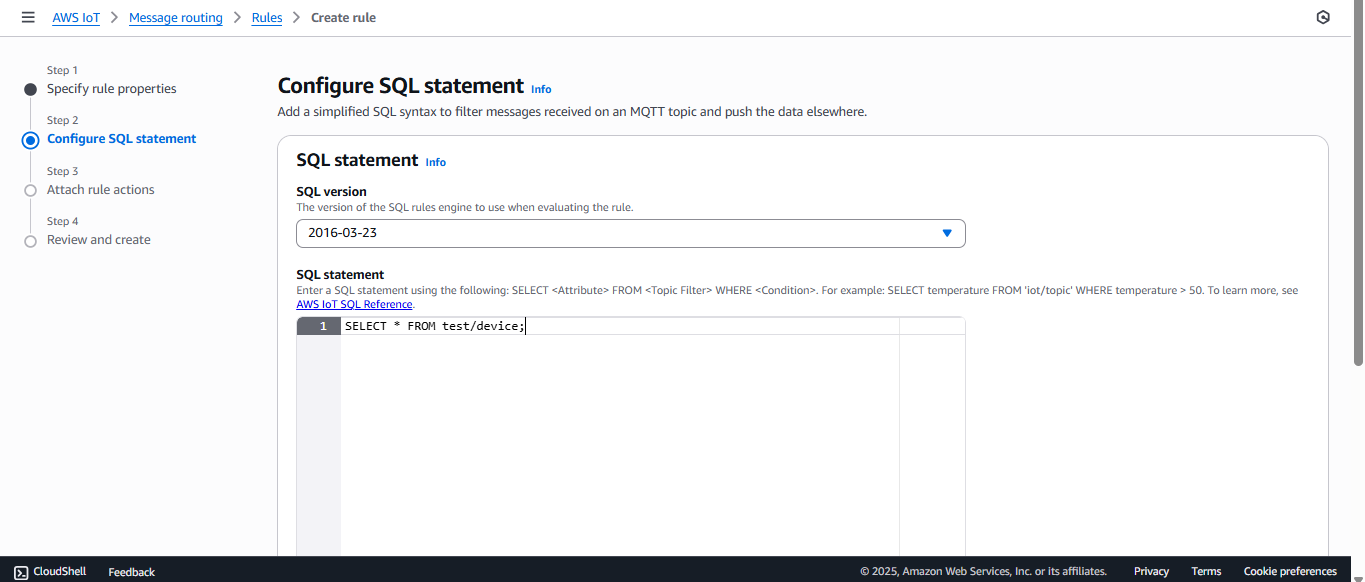 AWS IoT > Message routing > Rules > Create rule
Step 1
Specify rule properties
Step 2
Configure SQL statement
Step 3
Attach rule actions
Step 4
Review and create
Configure SQL statement Info
Add a simplified SQL syntax to filter messages received on an MQTT topic and push the data elsewhere.
SQL statement Info
SQL version
The version of the SQL rules engine to use when evaluating the rule.
2016-03-23
SQL statement
Enter a SQL statement using the following: SELECT <Attribute> FROM <Topic Filter> WHERE <Condition>. For example: SELECT temperature FROM 'iot/topic' WHERE temperature > 50. To learn more, see
AWS IoT SQL Reference.
1 SELECT * FROM test/device;
CloudShell Feedback © 2025, Amazon Web Services, Inc. or its affiliates. Privacy Terms Cookie preferences